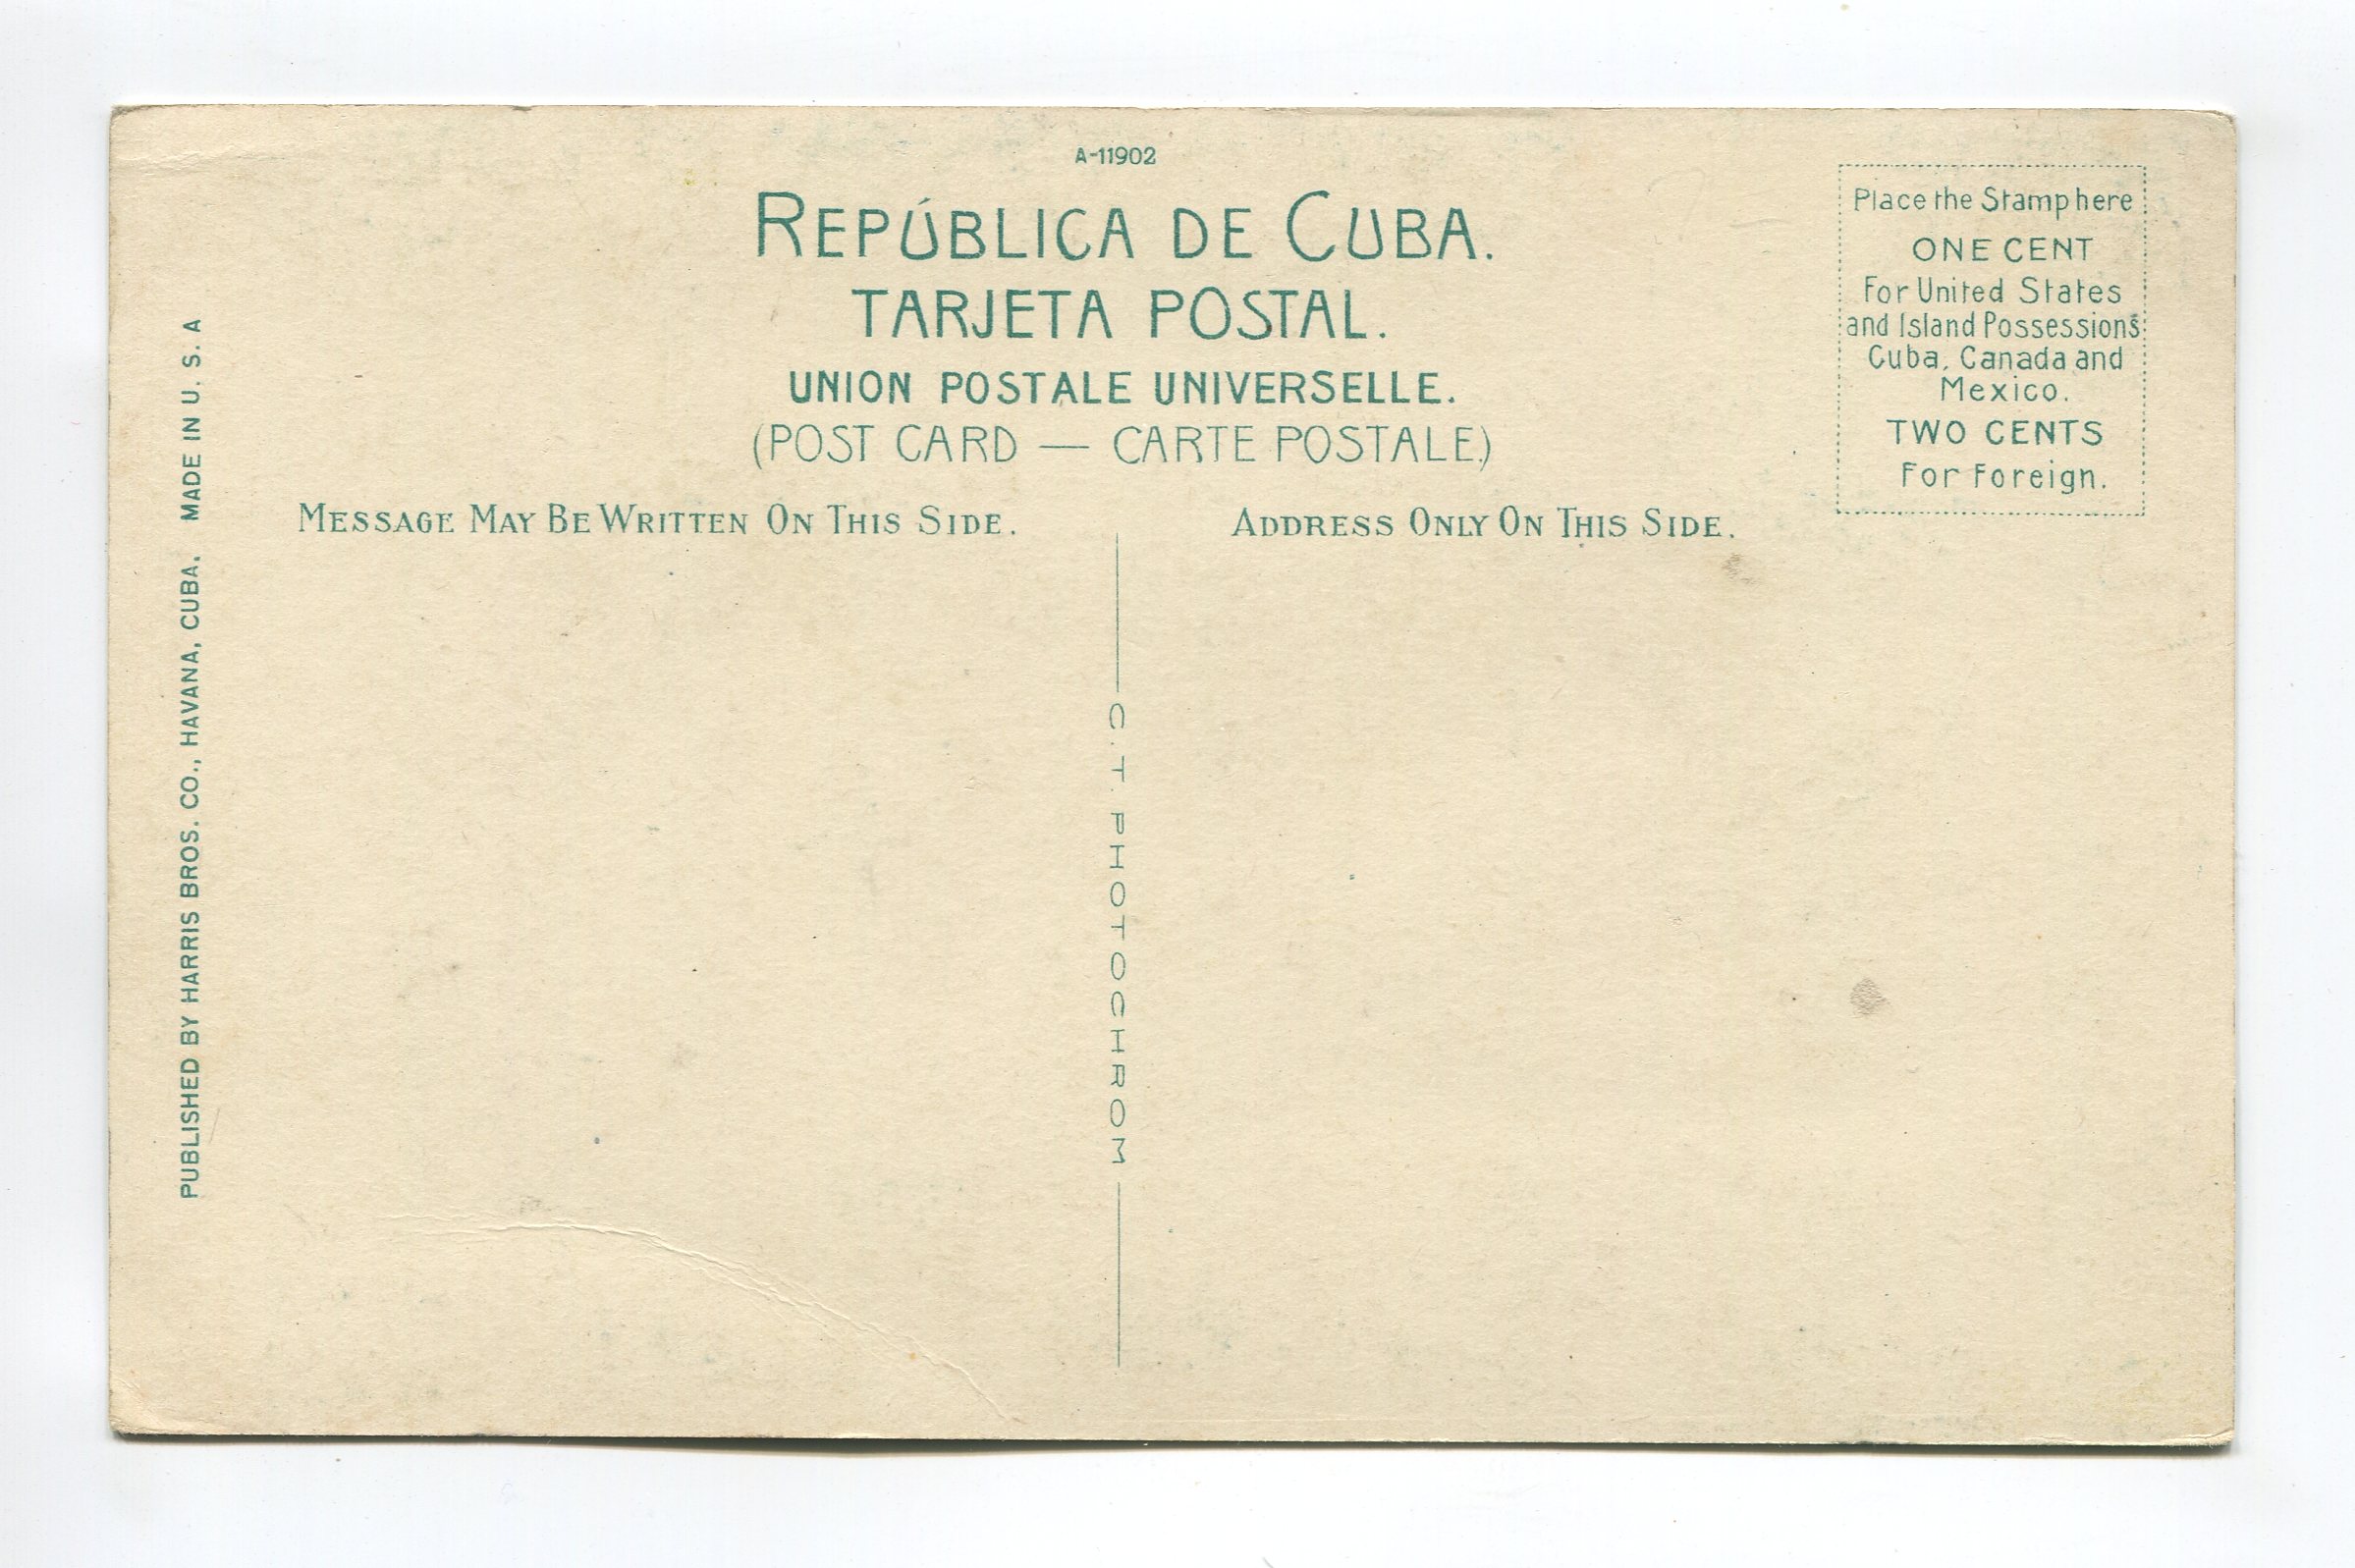 A-11902
REPÚBLICA DE CUBA.
TARJETA POSTAL.
UNION POSTALE UNIVERSELLE.
(POST CARD — CARTE POSTALE.)
Place the Stamp here
ONE CENT
For United States
and Island Possessions
Cuba, Canada and
Mexico.
TWO CENTS
For Foreign.
MESSAGE MAY BE WRITTEN ON THIS SIDE.
ADDRESS ONLY ON THIS SIDE.
PUBLISHED BY HARRIS BROS. CO., HAVANA, CUBA. MADE IN U. S. A
C. T. PHOTOCHROM